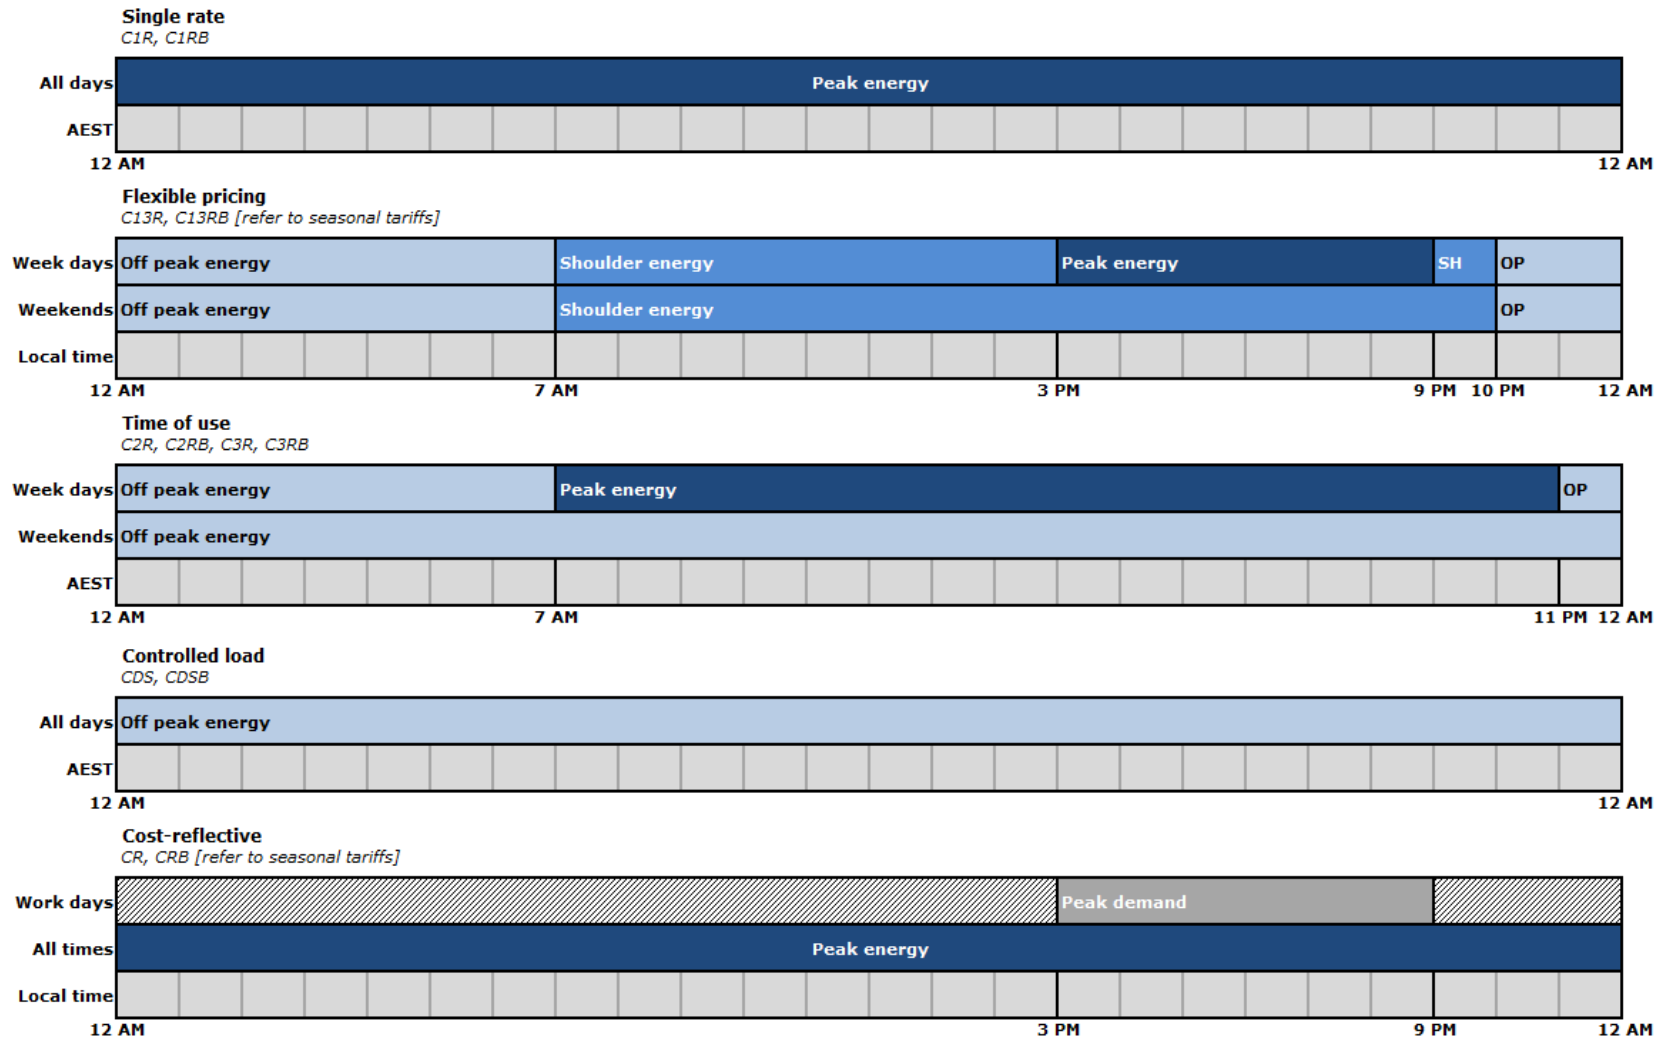 Single rate
C1R, C1RB
All days Peak energy
AEST
12 AM 12 AM
Flexible pricing
C13R, C13RB [refer to seasonal tariffs]
Week days Off peak energy Shoulder energy Peak energy SH OP
Weekends Off peak energy Shoulder energy OP
Local time
12 AM 7 AM 3 PM 9 PM 10 PM 12 AM
Time of use
C2R, C2RB, C3R, C3RB
Week days Off peak energy Peak energy OP
Weekends Off peak energy
AEST
12 AM 7 AM 11 PM 12 AM
Controlled load
CDS, CDSB
All days Off peak energy
AEST
12 AM 12 AM
Cost-reflective
CR, CRB [refer to seasonal tariffs]
Work days Peak demand
All times Peak energy
Local time
12 AM 3 PM 9 PM 12 AM